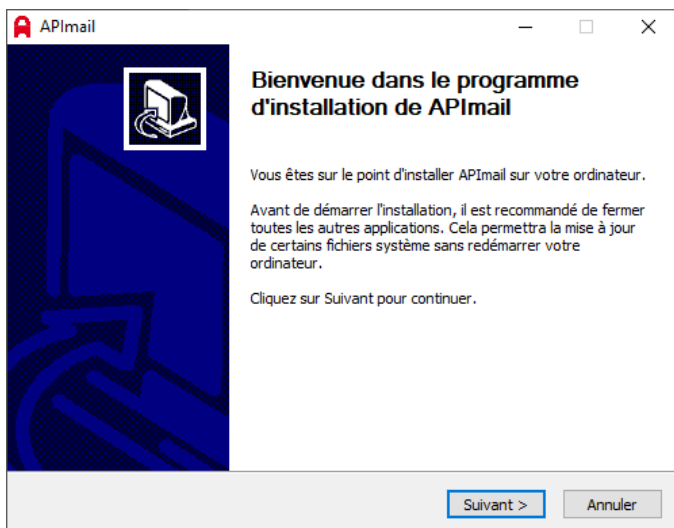 APImail
Bienvenue dans le programme
d'installation de APImail
Vous êtes sur le point d'installer APImail sur votre ordinateur.
Avant de démarrer l'installation, il est recommandé de fermer
toutes les autres applications. Cela permettra la mise à jour
de certains fichiers système sans redémarrer votre
ordinateur.
Cliquez sur Suivant pour continuer.
Suivant >
Annuler